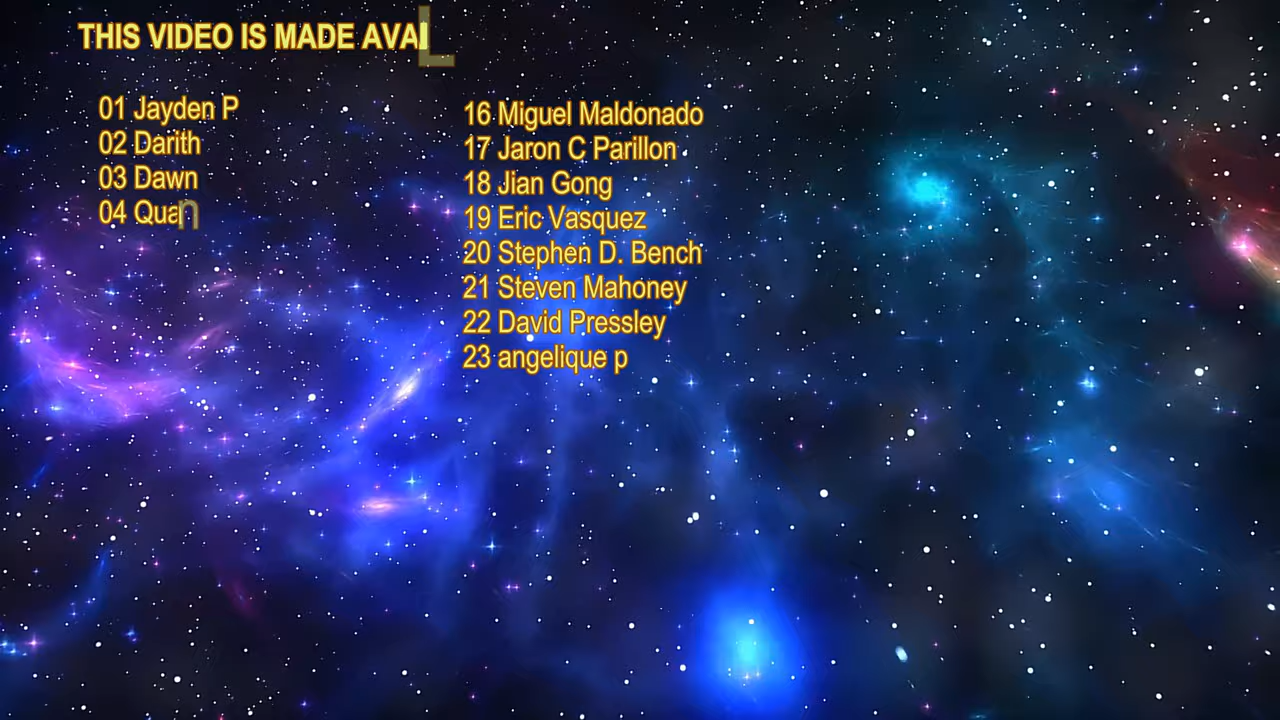 THIS VIDEO IS MADE AVAIL
01 Jayden P
02 Darith
03 Dawn
04 Quan
16 Miguel Maldonado
17 Jaron C Parillon
18 Jian Gong
19 Eric Vasquez
20 Stephen D. Bench
21 Steven Mahoney
22 David Pressley
23 angelique p